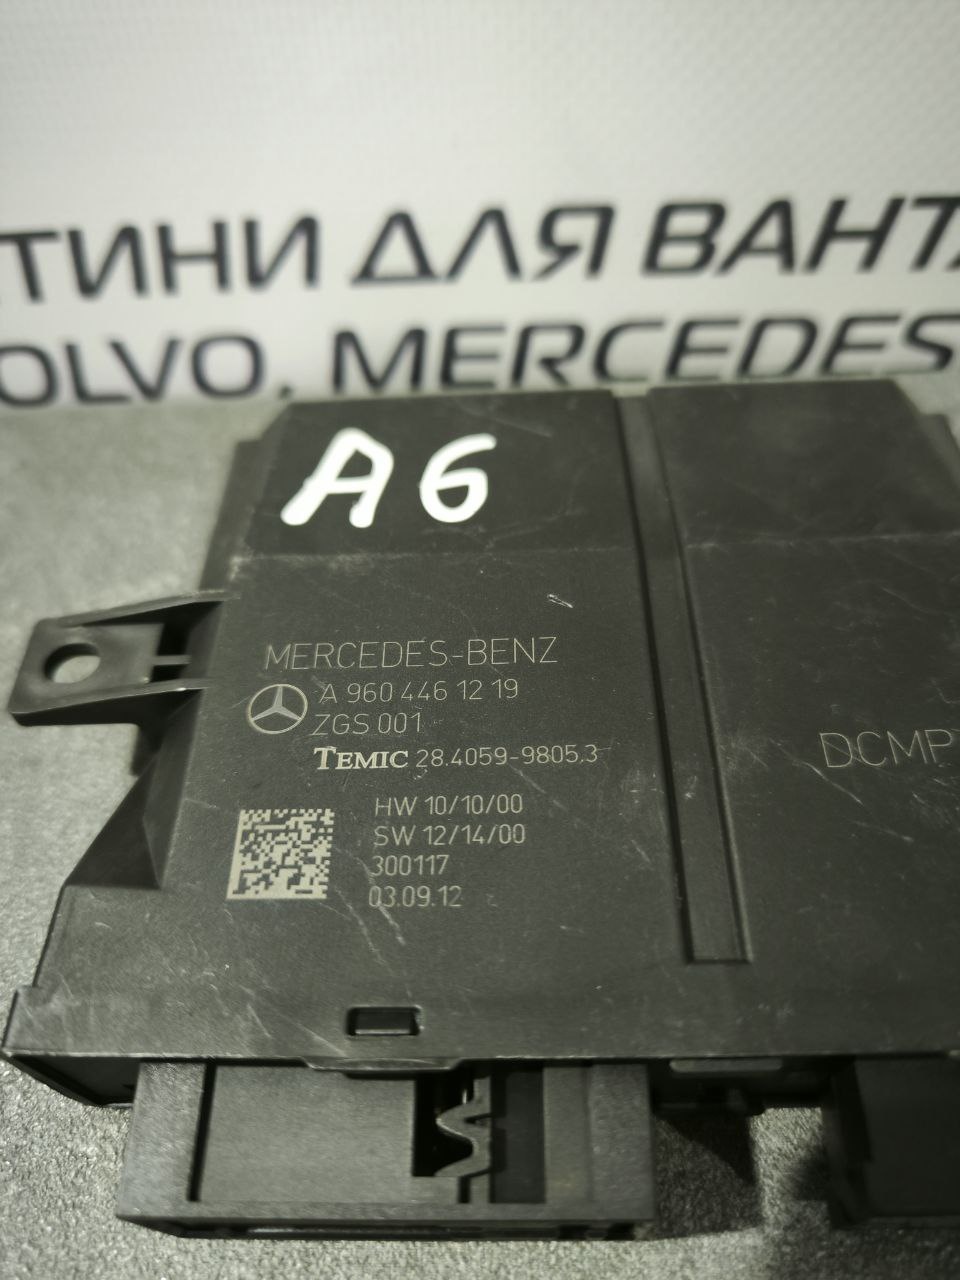 ТИНИ ДЛЯ ВАНТ
OLVO, MERCEDES
A6
MERCEDES-BENZ
A 960 446 12 19
ZGS 001
TEMIC 28.4059-9805.3
HW 10/10/00
SW 12/14/00
300117
03.09.12
DCMP